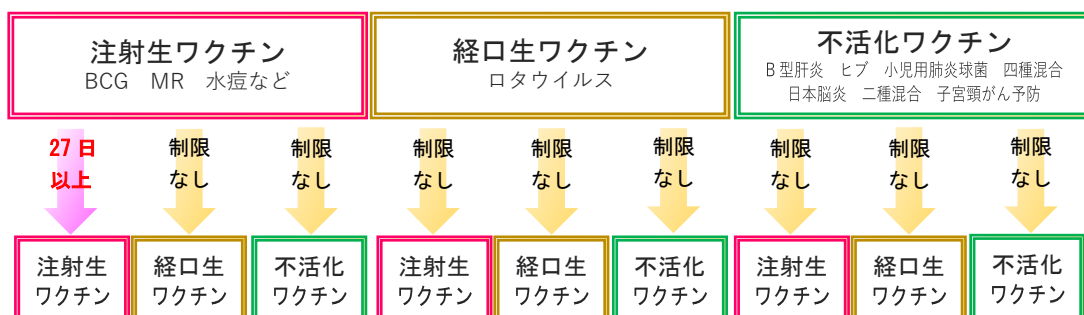 注射生ワクチン
BCG　MR　水痘など
経口生ワクチン
ロタウイルス
不活化ワクチン
B型肝炎　ヒブ　小児用肺炎球菌　四種混合
日本脳炎　二種混合　子宮頸がん予防
27日
以上
制限
なし
制限
なし
制限
なし
制限
なし
制限
なし
制限
なし
制限
なし
制限
なし
注射生
ワクチン
経口生
ワクチン
不活化
ワクチン
注射生
ワクチン
経口生
ワクチン
不活化
ワクチン
注射生
ワクチン
経口生
ワクチン
不活化
ワクチン